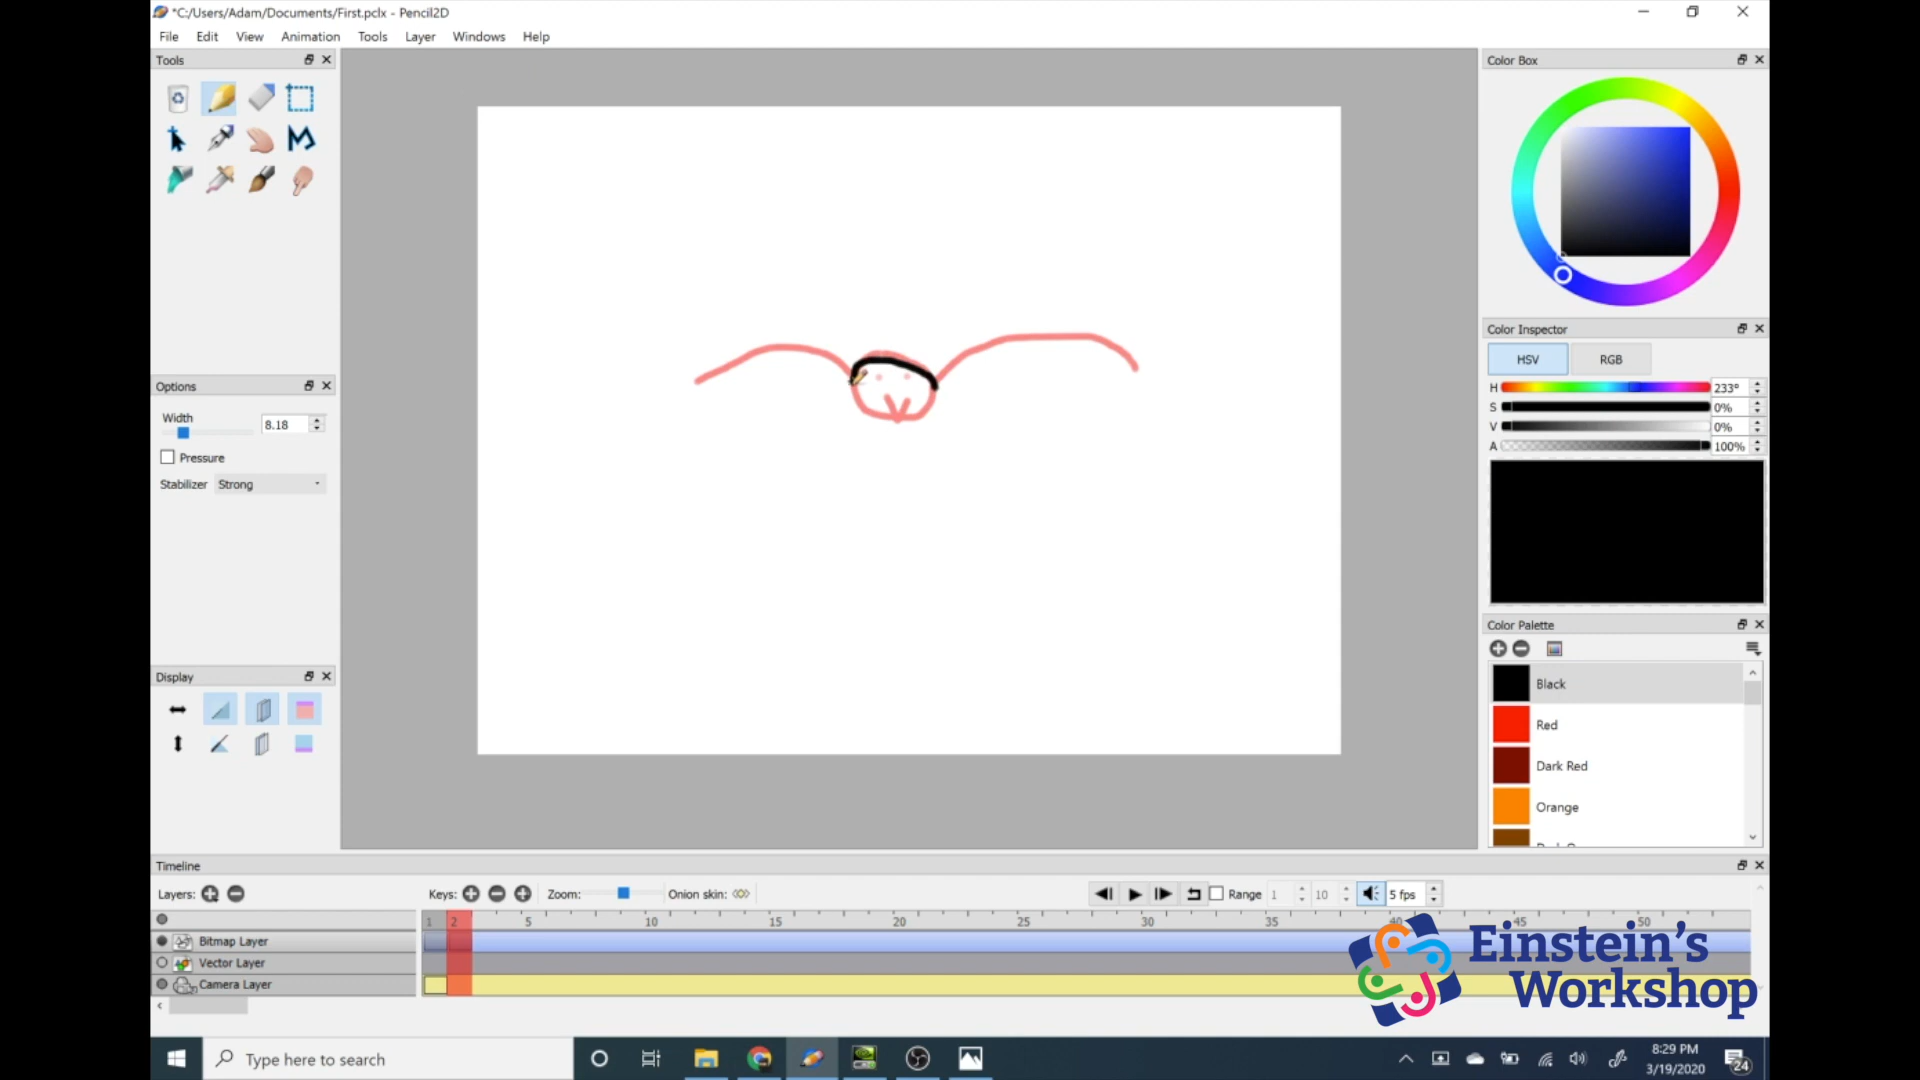 *C:/Users/Adam/Documents/First.pclx - Pencil2D
File Edit View Animation Tools Layer Windows Help
Tools
Color Box
Color Inspector
HSV RGB
H 233°
S 0%
V 0%
A 100%
Options
Width
8.18
Pressure
Stabilizer Strong
Color Palette
Black
Red
Dark Red
Orange
Display
Timeline
Layers: Keys: Zoom: Onion skin: Range 1 10 5 fps
1 2 5 10 15 20 25 30 35 40 45 50
Bitmap Layer
Vector Layer
Camera Layer
Einstein's
Workshop
Type here to search
8:29 PM
3/19/2020
24